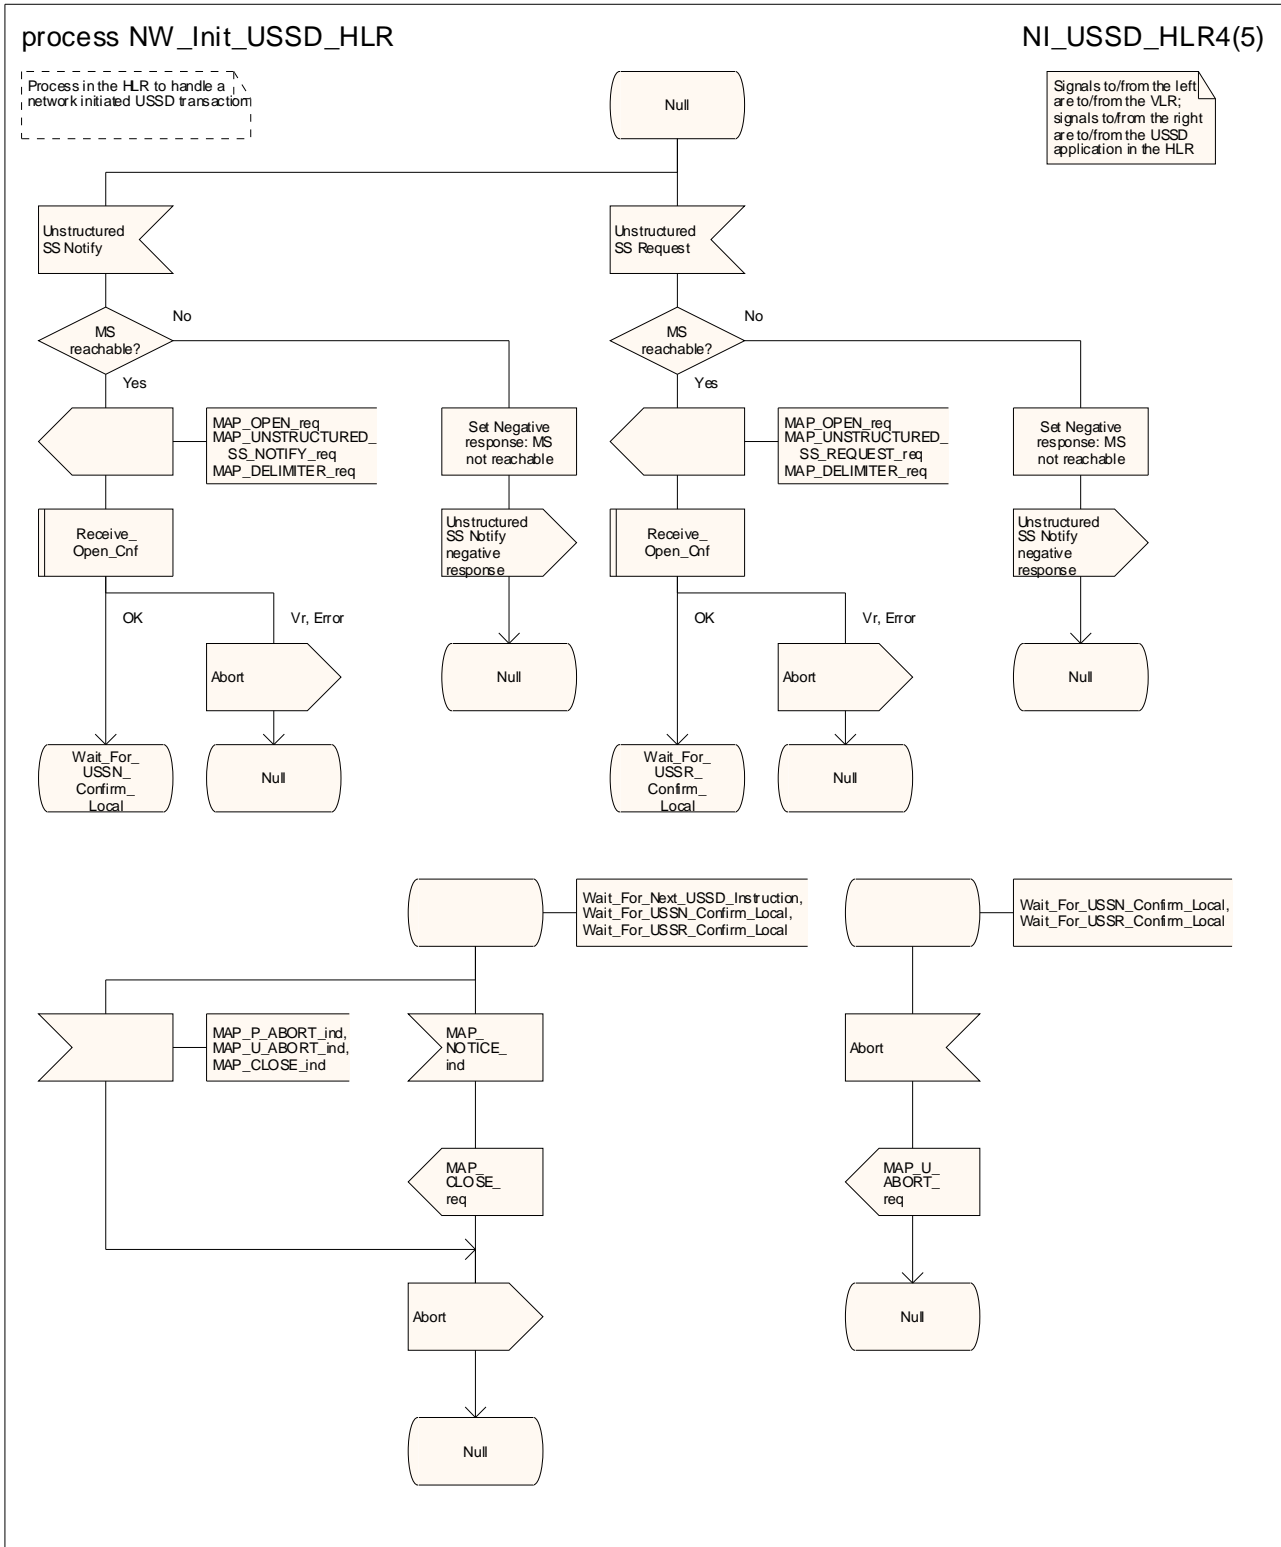 process NW_Init_USSD_HLR
NI_USSD_HLR4(5)
Process in the HLR to handle a
network initiated USSD transaction
Null
Signals to/from the left
are to/from the VLR;
signals to/from the right
are to/from the USSD
application in the HLR
Unstructured
SS Notify
Unstructured
SS Request
MS
reachable?
No
Yes
MS
reachable?
No
Yes
MAP_OPEN_req
MAP_UNSTRUCTURED_
SS_NOTIFY_req
MAP_DELIMITER_req
Set Negative
response: MS
not reachable
MAP_OPEN_req
MAP_UNSTRUCTURED_
SS_REQUEST_req
MAP_DELIMITER_req
Set Negative
response: MS
not reachable
Receive_
Open_Cnf
Unstructured
SS Notify
negative
response
Receive_
Open_Cnf
Unstructured
SS Notify
negative
response
OK
Vr, Error
OK
Vr, Error
Abort
Null
Abort
Null
Wait_For_
USSN_
Confirm_
Local
Null
Wait_For_
USSR_
Confirm_
Local
Null
Wait_For_Next_USSD_Instruction,
Wait_For_USSN_Confirm_Local,
Wait_For_USSR_Confirm_Local
Wait_For_USSN_Confirm_Local,
Wait_For_USSR_Confirm_Local
MAP_P_ABORT_ind,
MAP_U_ABORT_ind,
MAP_CLOSE_ind
MAP_
NOTICE_
ind
Abort
MAP_
CLOSE_
req
MAP_U_
ABORT_
req
Abort
Null
Null